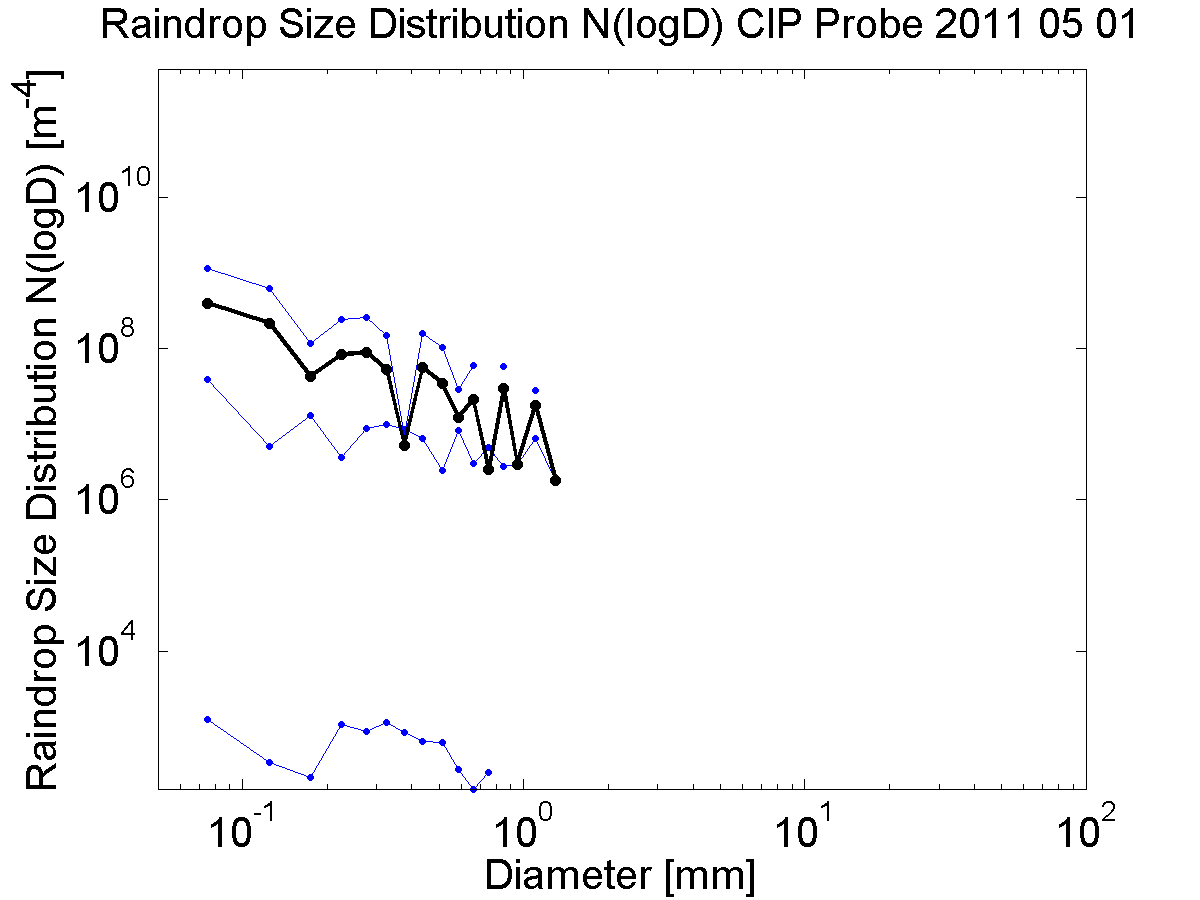 Raindrop Size Distribution N(logD) CIP Probe 2011 05 01
Raindrop Size Distribution N(logD) [m^-4]
10^10
10^8
10^6
10^4
10^-1 10^0 10^1 10^2
Diameter [mm]